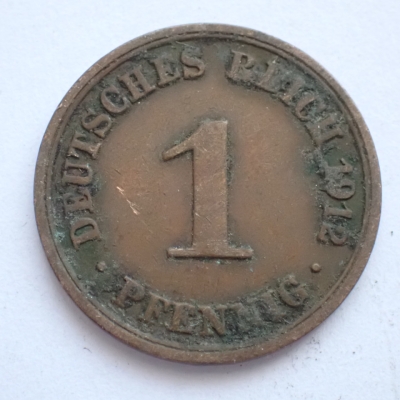 DEUTSCHES REICH 1912
1
· PFENNIG ·